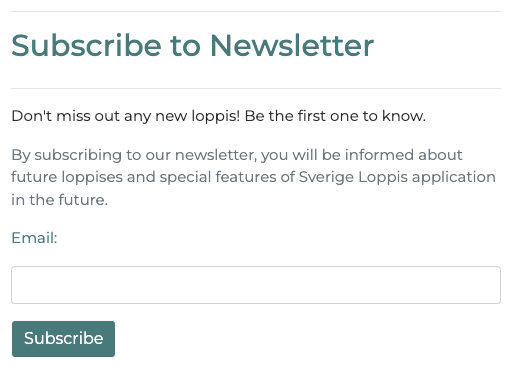 Subscribe to Newsletter
Don't miss out any new loppis! Be the first one to know.
By subscribing to our newsletter, you will be informed about
future loppises and special features of Sverige Loppis application
in the future.
Email:
Subscribe